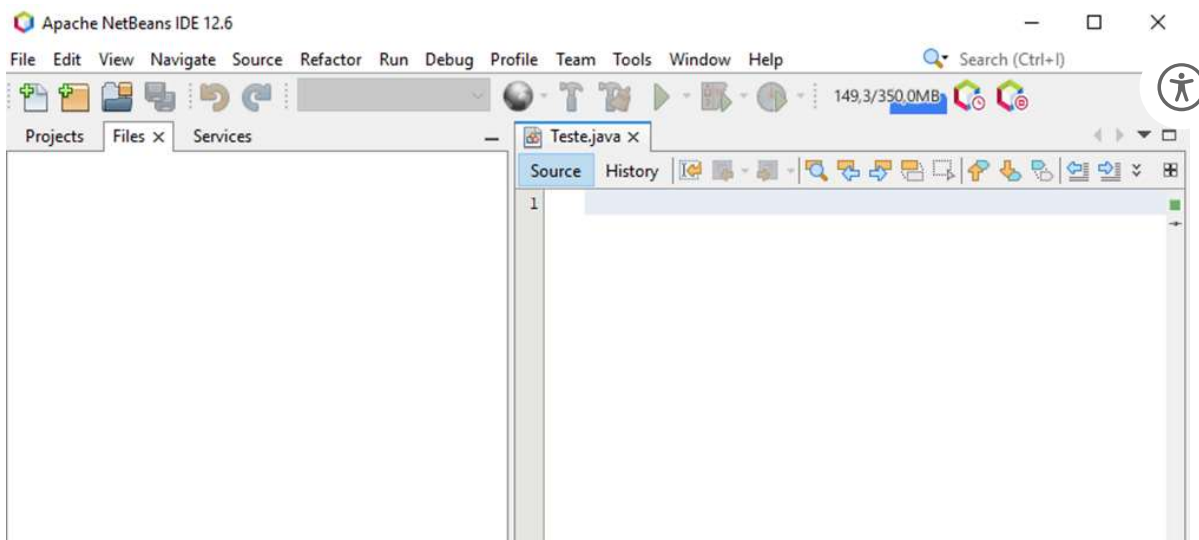 Apache NetBeans IDE 12.6
File Edit View Navigate Source Refactor Run Debug Profile Team Tools Window Help Search (Ctrl+I)
149,3/350,0MB
Projects Files Services
Teste.java
Source History
1